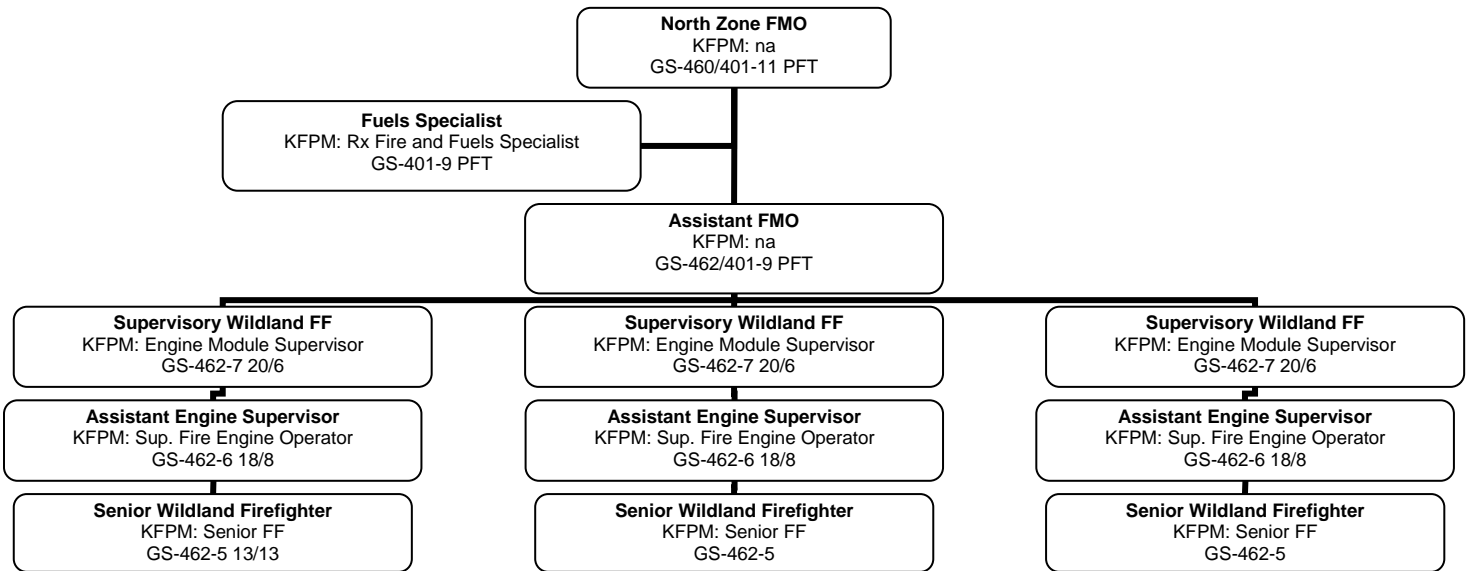 North Zone FMO
KFPM: na
GS-460/401-11 PFT
Fuels Specialist
KFPM: Rx Fire and Fuels Specialist
GS-401-9 PFT
Assistant FMO
KFPM: na
GS-462/401-9 PFT
Supervisory Wildland FF
KFPM: Engine Module Supervisor
GS-462-7 20/6
Supervisory Wildland FF
KFPM: Engine Module Supervisor
GS-462-7 20/6
Supervisory Wildland FF
KFPM: Engine Module Supervisor
GS-462-7 20/6
Assistant Engine Supervisor
KFPM: Sup. Fire Engine Operator
GS-462-6 18/8
Assistant Engine Supervisor
KFPM: Sup. Fire Engine Operator
GS-462-6 18/8
Assistant Engine Supervisor
KFPM: Sup. Fire Engine Operator
GS-462-6 18/8
Senior Wildland Firefighter
KFPM: Senior FF
GS-462-5 13/13
Senior Wildland Firefighter
KFPM: Senior FF
GS-462-5
Senior Wildland Firefighter
KFPM: Senior FF
GS-462-5